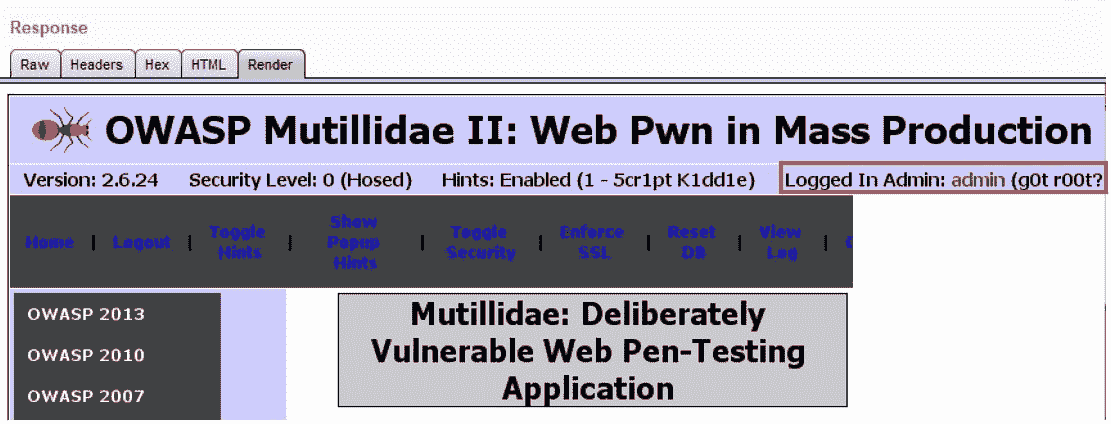 Response
Raw Headers Hex HTML Render
OWASP Mutillidae II: Web Pwn in Mass Production
Version: 2.6.24 Security Level: 0 (Hosed) Hints: Enabled (1 - 5cr1pt K1dd1e) Logged In Admin: admin (g0t r00t?
Home | Logout | Toggle Hints | Show Popup Hints | Toggle Security | Enforce SSL | Reset DB | View Log |
OWASP 2013
OWASP 2010
OWASP 2007
Mutillidae: Deliberately
Vulnerable Web Pen-Testing
Application